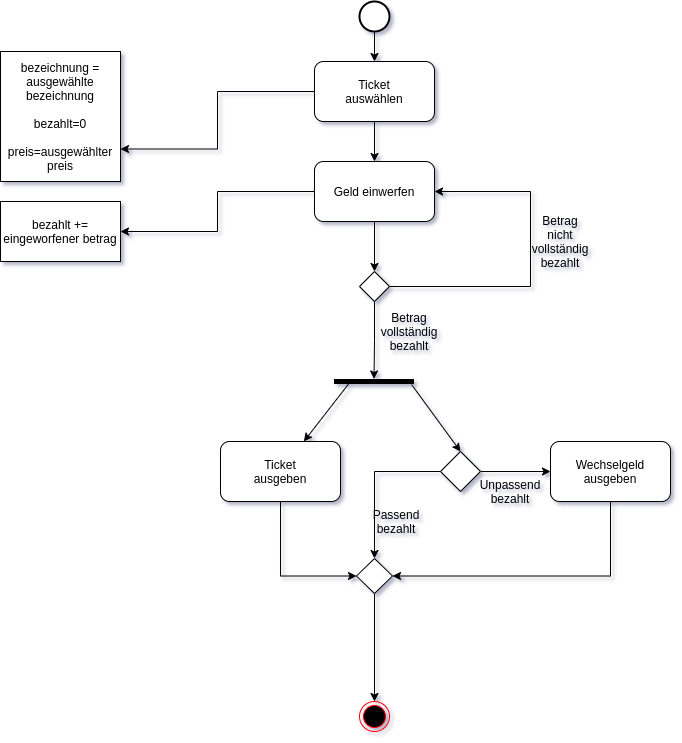 Ticket
auswählen
bezeichnung =
ausgewählte
bezeichnung
bezahlt=0
preis=ausgewählter
preis
Geld einwerfen
bezahlt +=
eingeworfener betrag
Betrag
nicht
vollständig
bezahlt
Betrag
vollständig
bezahlt
Ticket
ausgeben
Wechselgeld
ausgeben
Unpassend
bezahlt
Passend
bezahlt